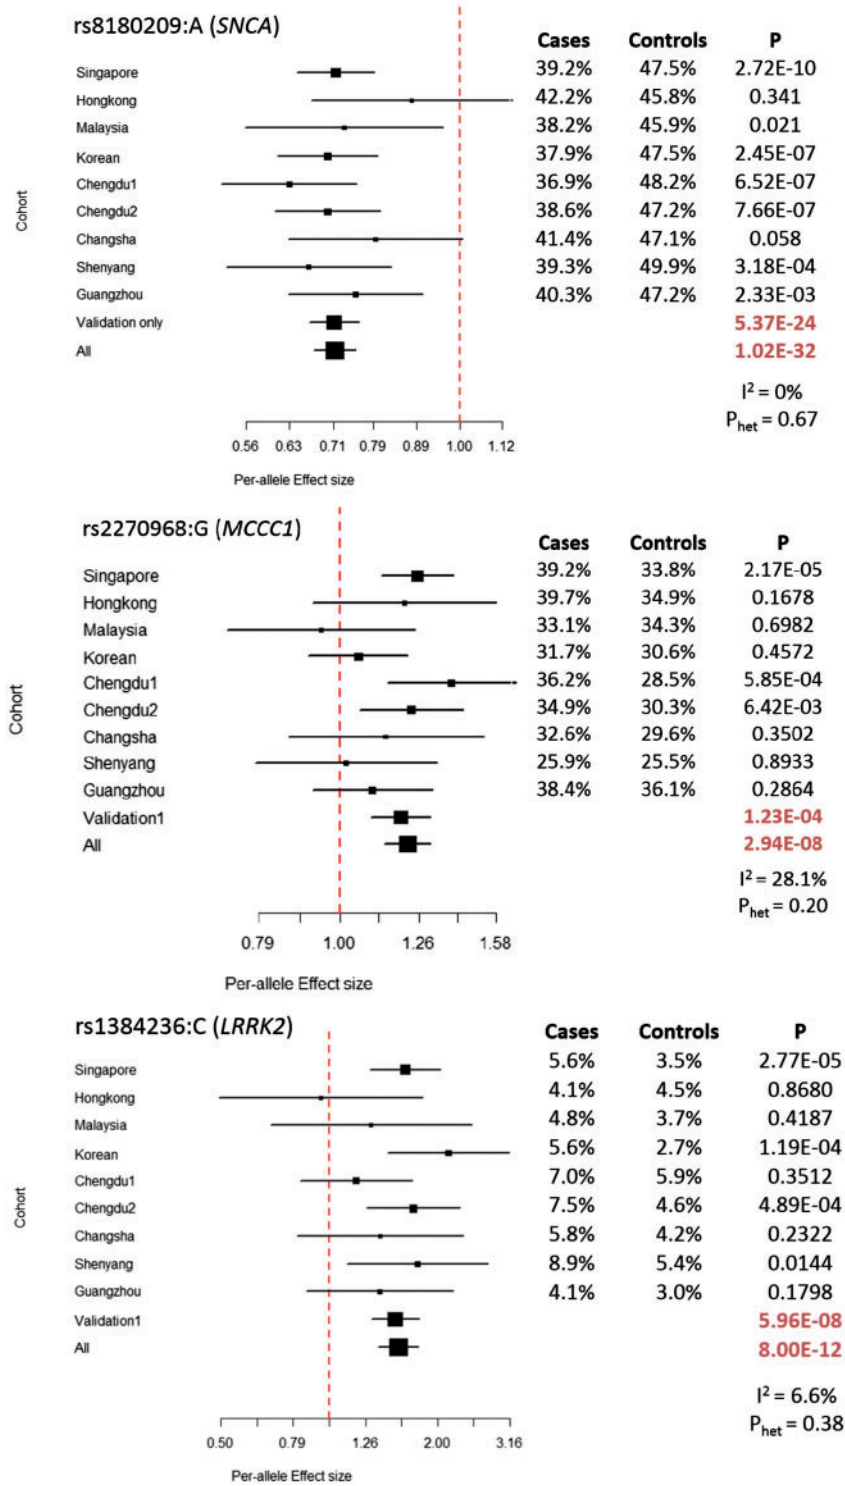 rs8180209:A (SNCA)
Cases Controls P
Singapore 39.2% 47.5% 2.72E-10
Hongkong 42.2% 45.8% 0.341
Malaysia 38.2% 45.9% 0.021
Korean 37.9% 47.5% 2.45E-07
Chengdu1 36.9% 48.2% 6.52E-07
Chengdu2 38.6% 47.2% 7.66E-07
Changsha 41.4% 47.1% 0.058
Shenyang 39.3% 49.9% 3.18E-04
Guangzhou 40.3% 47.2% 2.33E-03
Validation only 5.37E-24
All 1.02E-32
Cohort
I² = 0%
Phet = 0.67
0.56 0.63 0.71 0.79 0.89 1.00 1.12
Per-allele Effect size
rs2270968:G (MCCC1)
Cases Controls P
Singapore 39.2% 33.8% 2.17E-05
Hongkong 39.7% 34.9% 0.1678
Malaysia 33.1% 34.3% 0.6982
Korean 31.7% 30.6% 0.4572
Chengdu1 36.2% 28.5% 5.85E-04
Chengdu2 34.9% 30.3% 6.42E-03
Changsha 32.6% 29.6% 0.3502
Shenyang 25.9% 25.5% 0.8933
Guangzhou 38.4% 36.1% 0.2864
Validation1 1.23E-04
All 2.94E-08
Cohort
I² = 28.1%
Phet = 0.20
0.79 1.00 1.26 1.58
Per-allele Effect size
rs1384236:C (LRRK2)
Cases Controls P
Singapore 5.6% 3.5% 2.77E-05
Hongkong 4.1% 4.5% 0.8680
Malaysia 4.8% 3.7% 0.4187
Korean 5.6% 2.7% 1.19E-04
Chengdu1 7.0% 5.9% 0.3512
Chengdu2 7.5% 4.6% 4.89E-04
Changsha 5.8% 4.2% 0.2322
Shenyang 8.9% 5.4% 0.0144
Guangzhou 4.1% 3.0% 0.1798
Validation1 5.96E-08
All 8.00E-12
Cohort
I² = 6.6%
Phet = 0.38
0.50 0.79 1.26 2.00 3.16
Per-allele Effect size